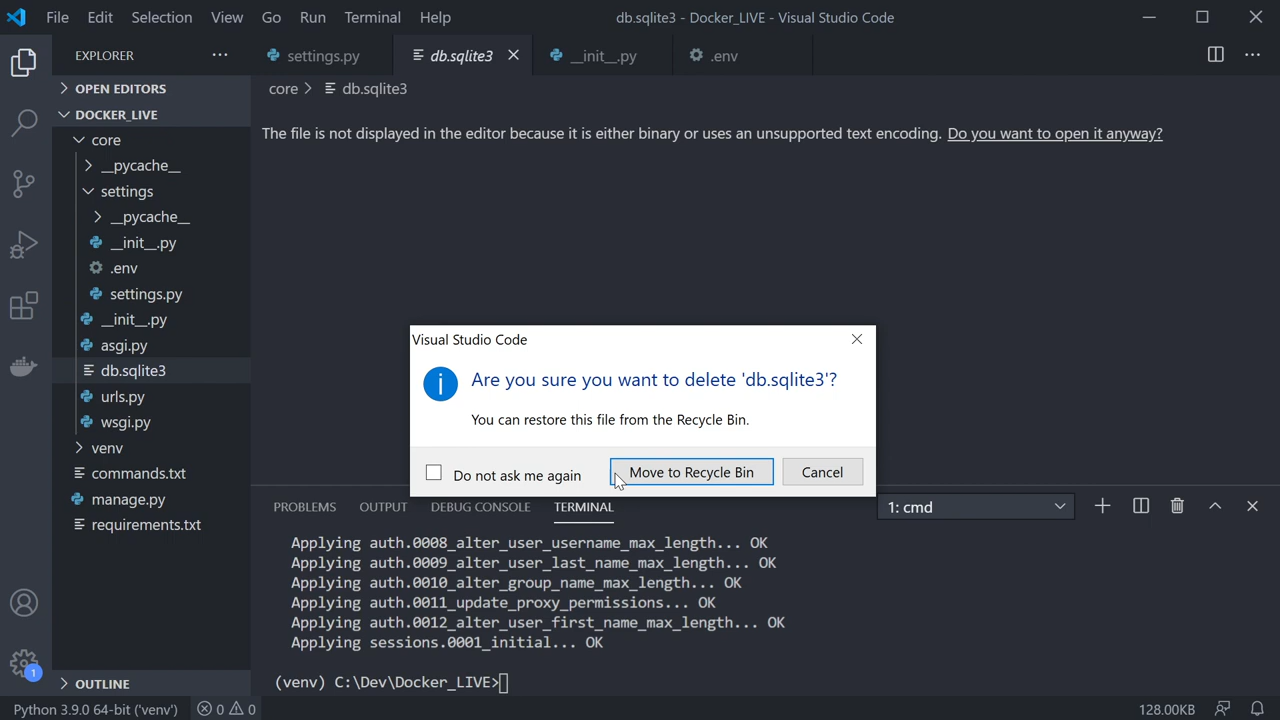 File Edit Selection View Go Run Terminal Help
db.sqlite3 - Docker_LIVE - Visual Studio Code
EXPLORER
settings.py
db.sqlite3
__init__.py
.env
OPEN EDITORS
DOCKER_LIVE
core
__pycache__
settings
__pycache__
__init__.py
.env
settings.py
__init__.py
asgi.py
db.sqlite3
urls.py
wsgi.py
venv
commands.txt
manage.py
requirements.txt
OUTLINE
core > db.sqlite3
The file is not displayed in the editor because it is either binary or uses an unsupported text encoding. Do you want to open it anyway?
Visual Studio Code
Are you sure you want to delete 'db.sqlite3'?
You can restore this file from the Recycle Bin.
Do not ask me again
Move to Recycle Bin
Cancel
PROBLEMS OUTPUT DEBUG CONSOLE TERMINAL
1: cmd
Applying auth.0008_alter_user_username_max_length... OK
Applying auth.0009_alter_user_last_name_max_length... OK
Applying auth.0010_alter_group_name_max_length... OK
Applying auth.0011_update_proxy_permissions... OK
Applying auth.0012_alter_user_first_name_max_length... OK
Applying sessions.0001_initial... OK
(venv) C:\Dev\Docker_LIVE>
1
Python 3.9.0 64-bit ('venv')
0 0
128.00KB